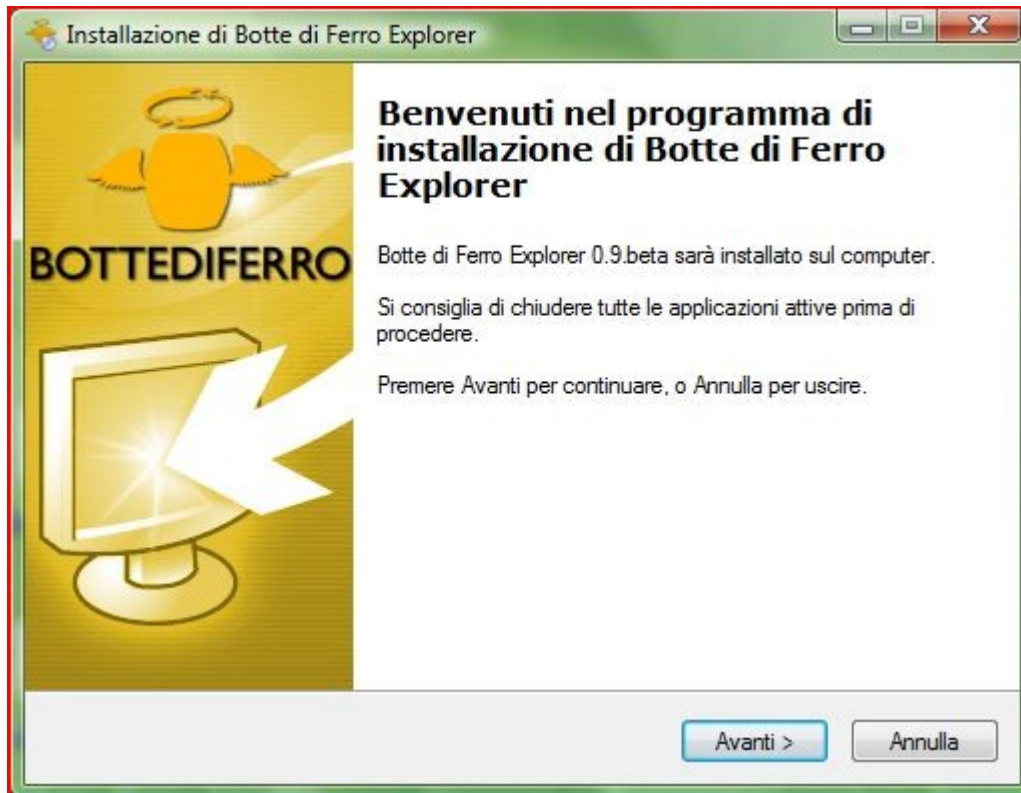 Installazione di Botte di Ferro Explorer
BOTTEDIFERRO
Benvenuti nel programma di
installazione di Botte di Ferro
Explorer
Botte di Ferro Explorer 0.9.beta sarà installato sul computer.
Si consiglia di chiudere tutte le applicazioni attive prima di
procedere.
Premere Avanti per continuare, o Annulla per uscire.
Avanti >
Annulla